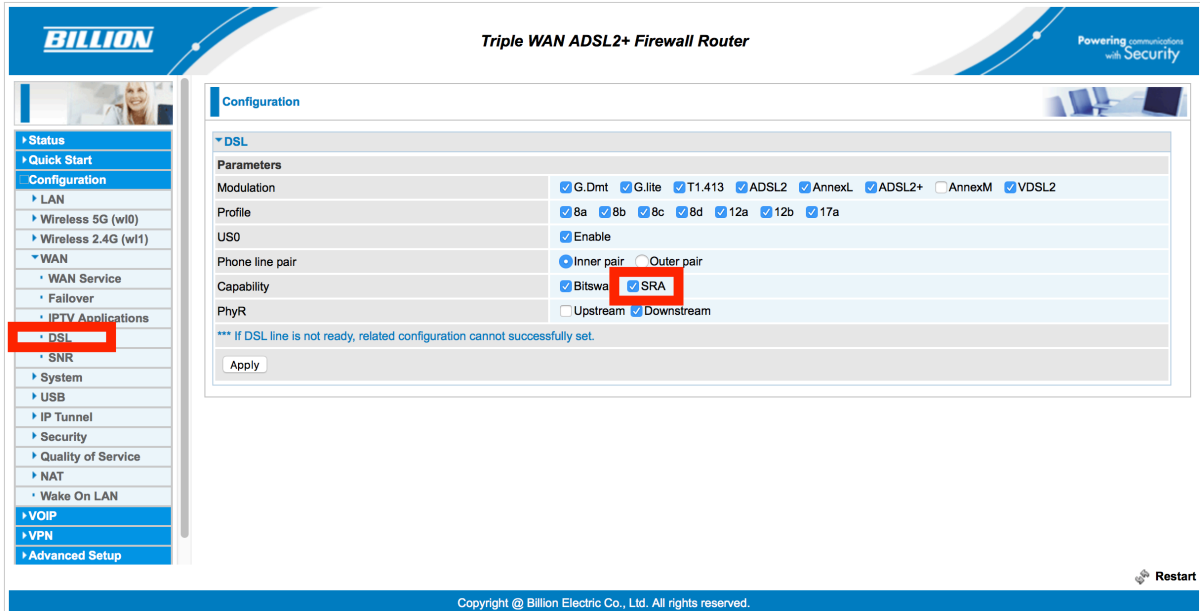 BILLION
Triple WAN ADSL2+ Firewall Router
Powering communications
with Security
Status
Quick Start
Configuration
LAN
Wireless 5G (wl0)
Wireless 2.4G (wl1)
WAN
WAN Service
Failover
IPTV Applications
DSL
SNR
System
USB
IP Tunnel
Security
Quality of Service
NAT
Wake On LAN
VOIP
VPN
Advanced Setup
Configuration
DSL
Parameters
Modulation G.Dmt G.lite T1.413 ADSL2 AnnexL ADSL2+ AnnexM VDSL2
Profile 8a 8b 8c 8d 12a 12b 17a
US0 Enable
Phone line pair Inner pair Outer pair
Capability Bitswa SRA
PhyR Upstream Downstream
*** If DSL line is not ready, related configuration cannot successfully set.
Apply
Restart
Copyright @ Billion Electric Co., Ltd. All rights reserved.